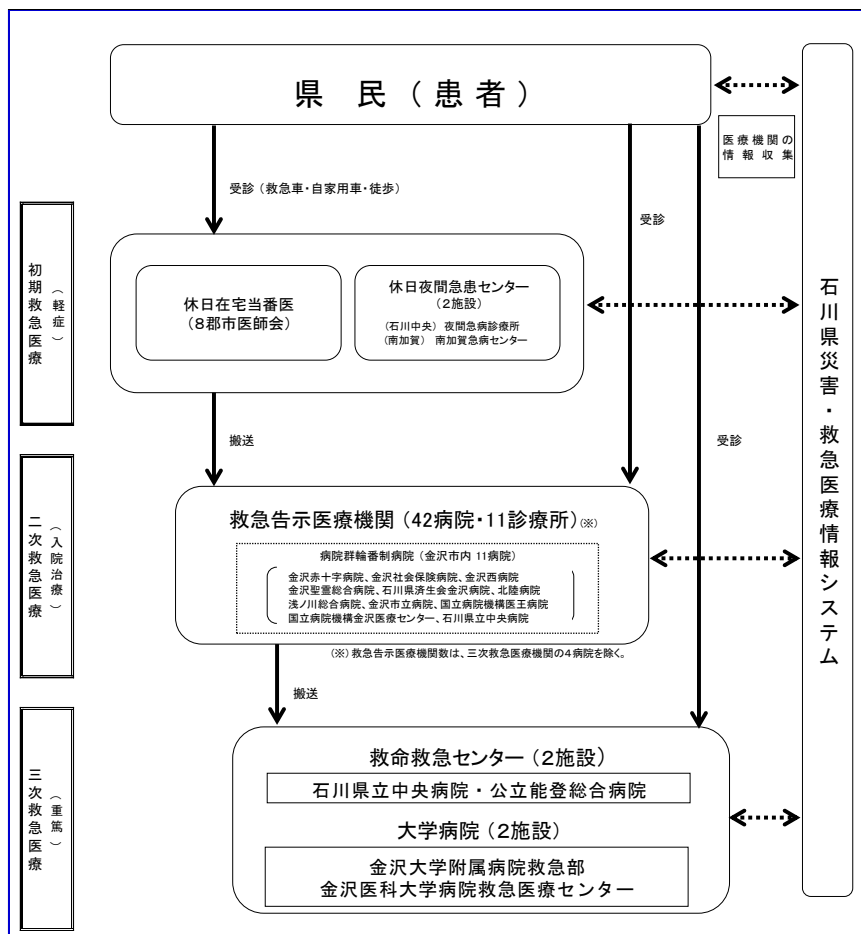 県 民 （ 患 者 ）
医療機関の
情報収集
受診（救急車・自家用車・徒歩）
受診
初期救急医療
（軽症）
休日在宅当番医
（８郡市医師会）
休日夜間急患センター
（２施設）
（石川中央） 夜間急病診療所
（南加賀） 南加賀急病センター
石川県災害・救急医療情報システム
搬送
受診
二次救急医療
（入院治療）
救急告示医療機関（42病院・11診療所）（※）
病院群輪番制病院（金沢市内 11病院）
金沢赤十字病院、金沢社会保険病院、金沢西病院
金沢聖霊総合病院、石川県済生会金沢病院、北陸病院
浅ノ川総合病院、金沢市立病院、国立病院機構医王病院
国立病院機構金沢医療センター、石川県立中央病院
（※）救急告示医療機関数は、三次救急医療機関の４病院を除く。
搬送
三次救急医療
（重篤）
救命救急センター（２施設）
石川県立中央病院・公立能登総合病院
大学病院（２施設）
金沢大学附属病院救急部
金沢医科大学病院救急医療センター